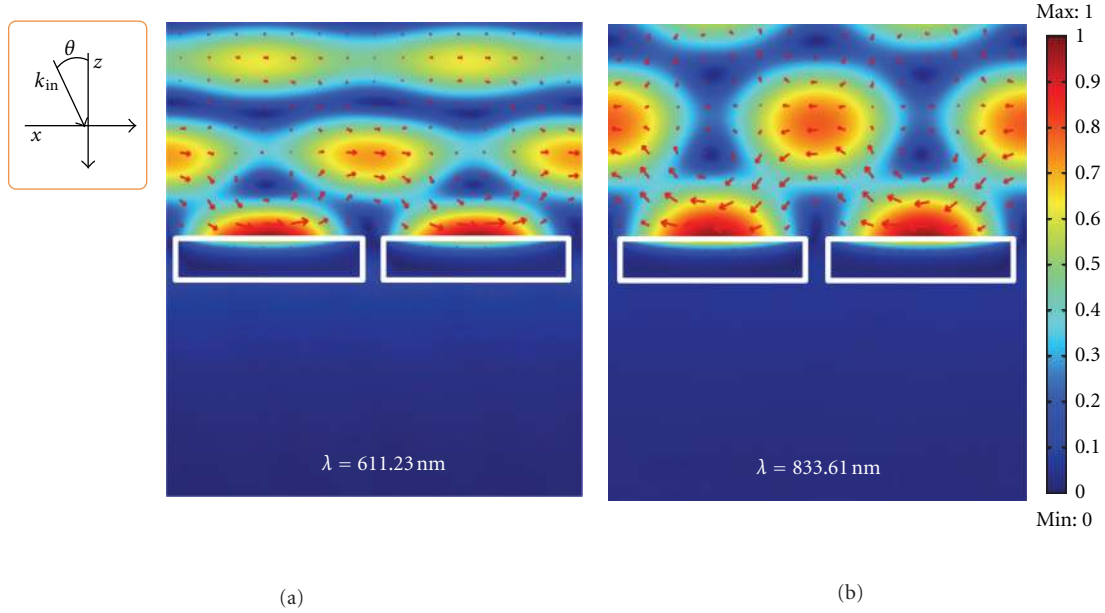 θ
z
k_in
x
λ = 611.23 nm
(a)
λ = 833.61 nm
(b)
Max: 1
1
0.9
0.8
0.7
0.6
0.5
0.4
0.3
0.2
0.1
0
Min: 0